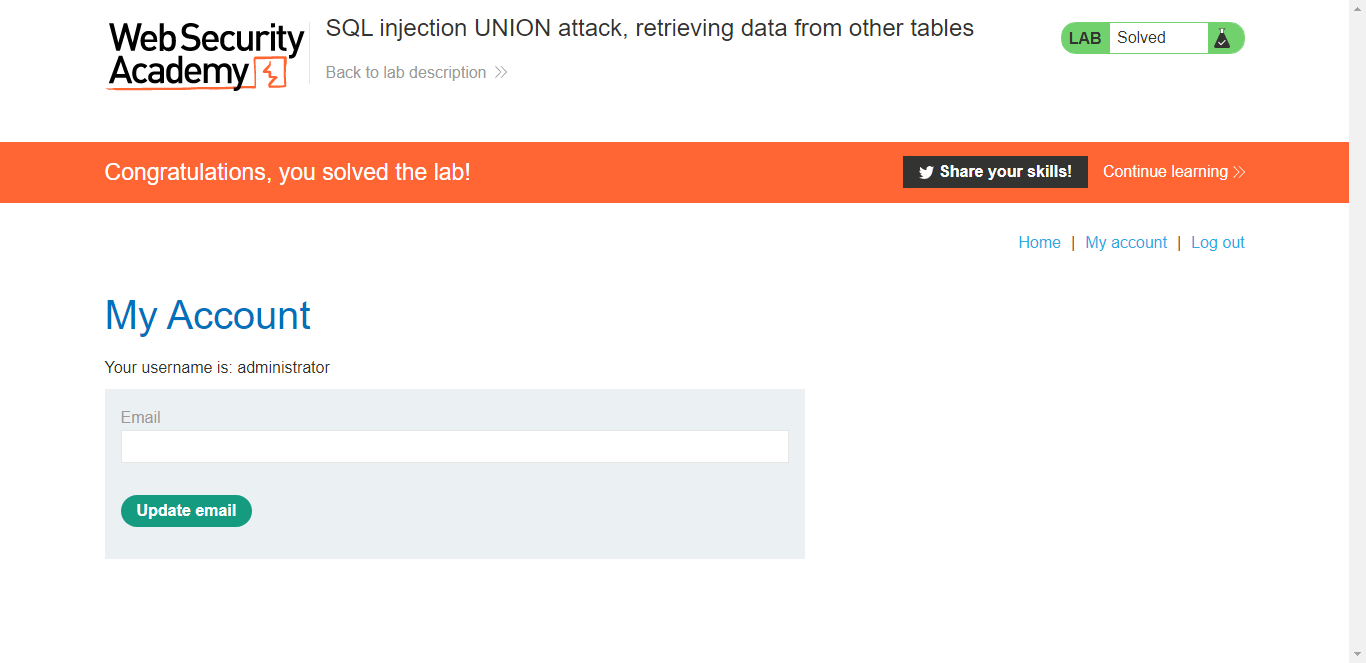 Web Security
Academy
SQL injection UNION attack, retrieving data from other tables
Back to lab description
LAB Solved
Congratulations, you solved the lab!
Share your skills!
Continue learning
Home | My account | Log out
My Account
Your username is: administrator
Email
Update email